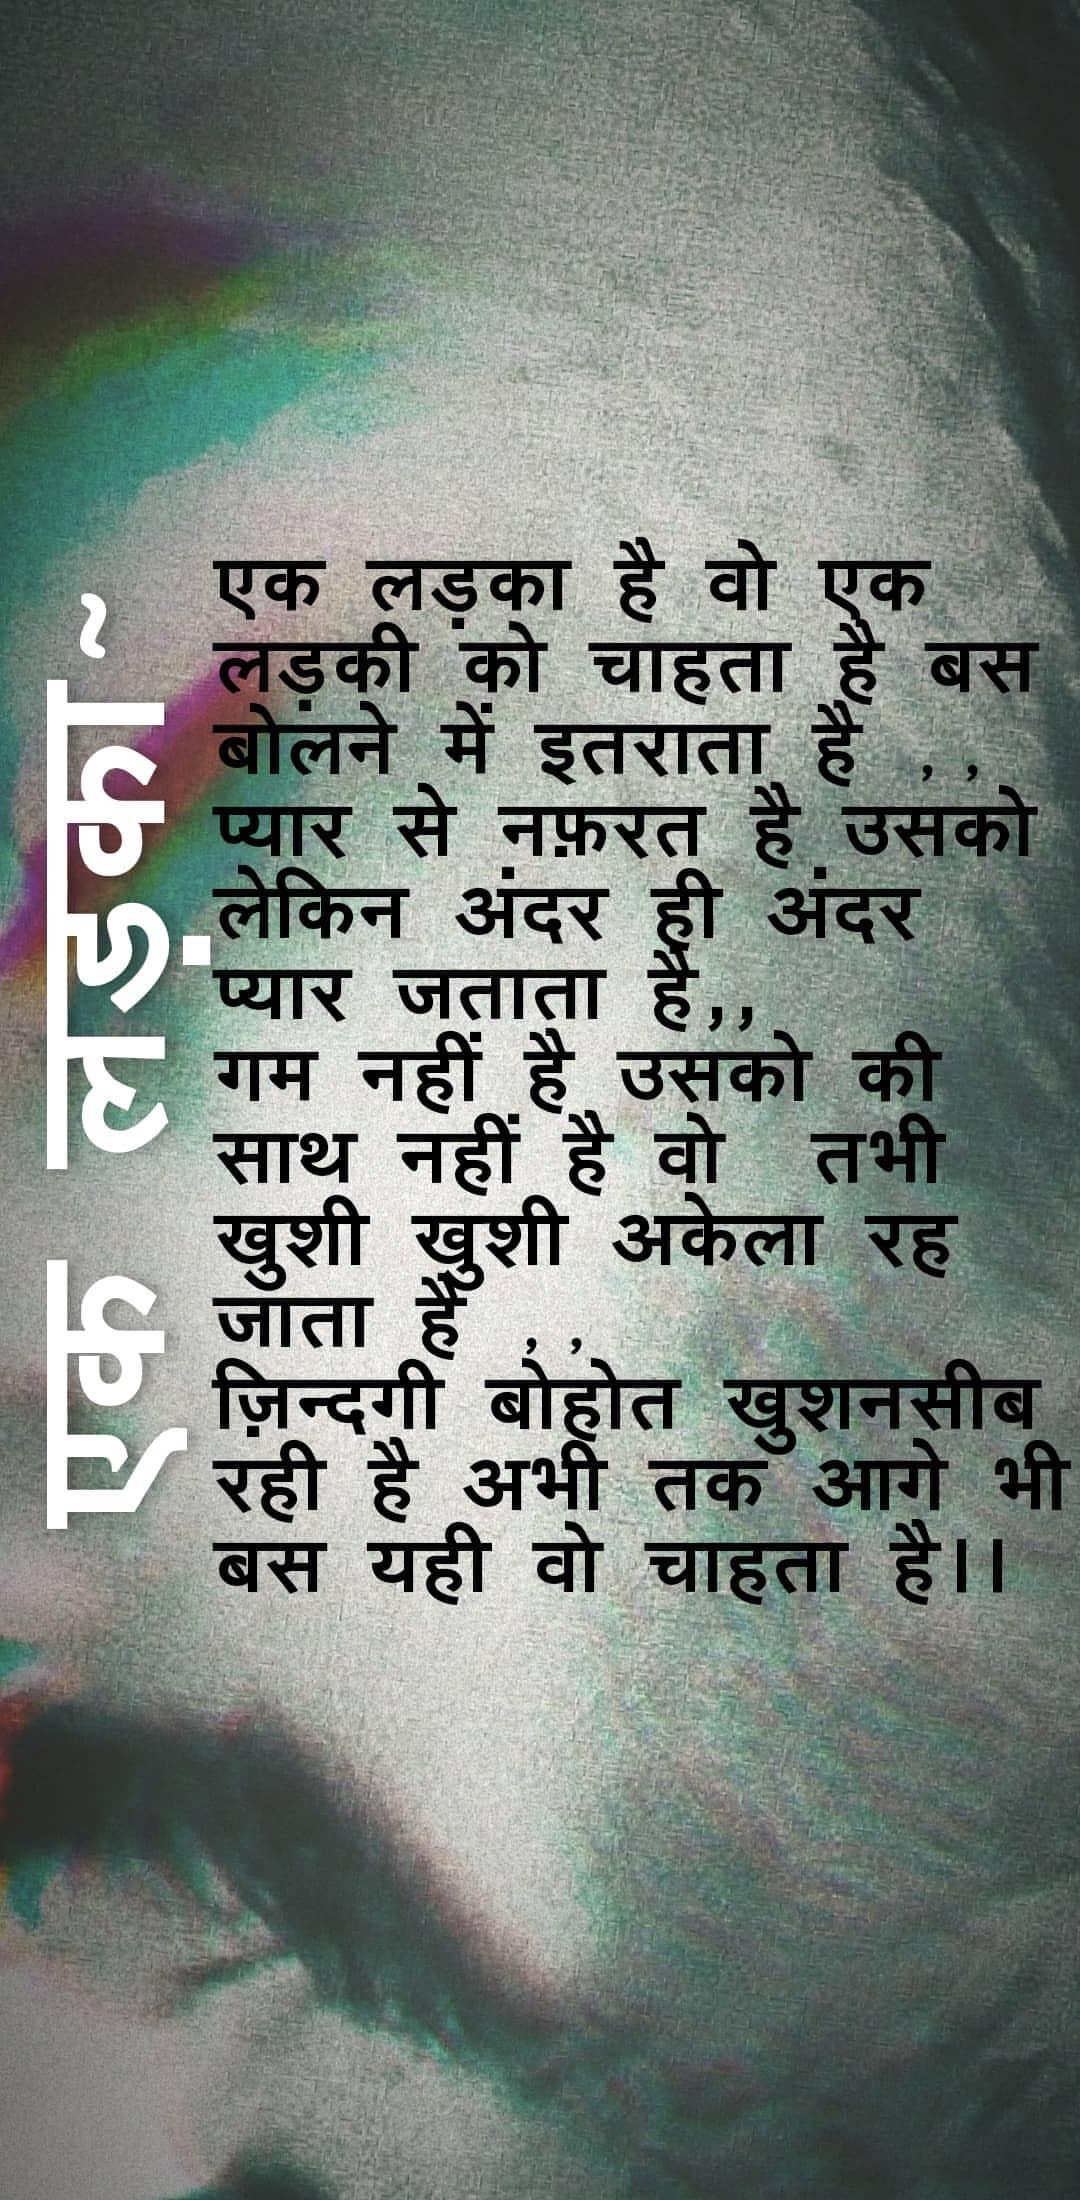 एक लड़का~
एक लड़का है वो एक
लड़की को चाहता है बस
बोलने में इतराता है ,,
प्यार से नफ़रत है उसको
लेकिन अंदर ही अंदर
प्यार जताता है,,
गम नहीं है उसको की
साथ नहीं है वो तभी
खुशी खुशी अकेला रह
जाता है ,,
ज़िन्दगी बोहोत खुशनसीब
रही है अभी तक आगे भी
बस यही वो चाहता है।।